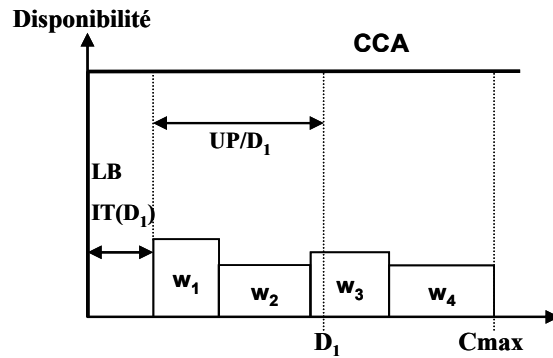 Disponibilité
CCA
UP/D₁
LB
IT(D₁)
w₁
w₂
w₃
w₄
D₁
Cmax